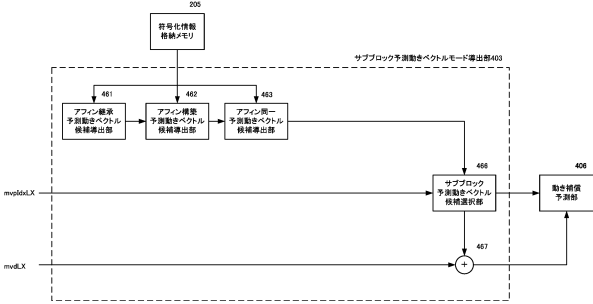 205
符号化情報
格納メモリ
サブブロック予測動きベクトルモード導出部403
461
462
463
アフィン継承
予測動きベクトル
候補導出部
アフィン構築
予測動きベクトル
候補導出部
アフィン同一
予測動きベクトル
候補導出部
466
406
サブブロック
予測動きベクトル
候補選択部
動き補償
予測部
mvpIdxLX
467
+
mvdLX